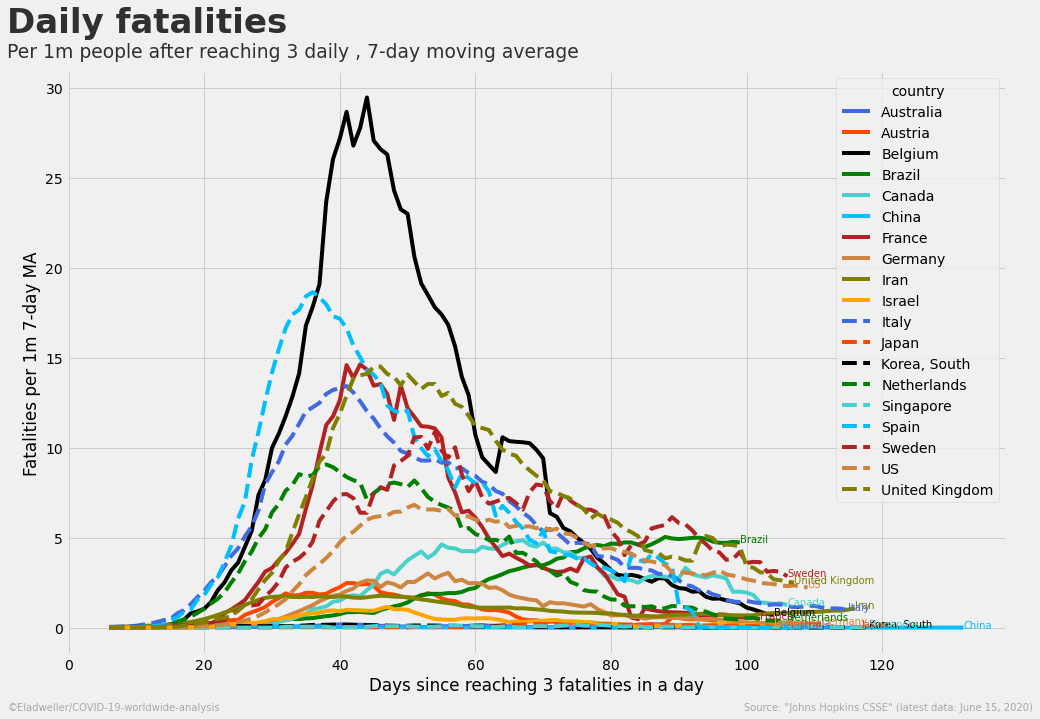 Daily fatalities
Per 1m people after reaching 3 daily , 7-day moving average
Fatalities per 1m 7-day MA
30
25
20
15
10
5
0
0
20
40
60
80
100
120
Days since reaching 3 fatalities in a day
country
Australia
Austria
Belgium
Brazil
Canada
China
France
Germany
Iran
Israel
Italy
Japan
Korea, South
Netherlands
Singapore
Spain
Sweden
US
United Kingdom
Brazil
Sweden
United Kingdom
US
Canada
Iran
Italy
Belgium
Netherlands
Germany
Korea, South
China
©Eladweller/COVID-19-worldwide-analysis
Source: "Johns Hopkins CSSE" (latest data: June 15, 2020)